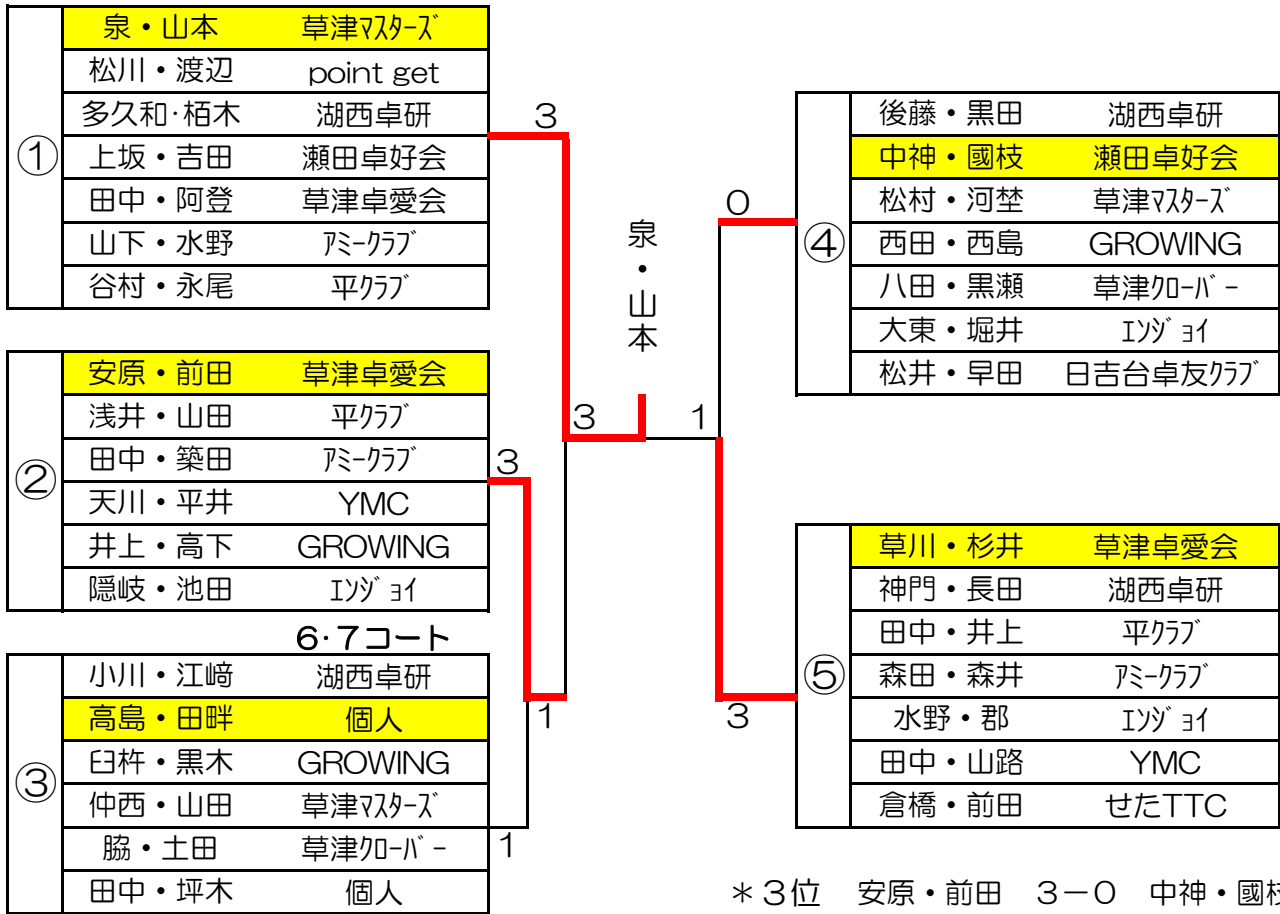 ①
泉・山本 草津ﾏｽﾀｰｽﾞ
松川・渡辺 point get
多久和･栢木 湖西卓研
上坂・吉田 瀬田卓好会
田中・阿登 草津卓愛会
山下・水野 ｱﾐｰｸﾗﾌﾞ
谷村・永尾 平ｸﾗﾌﾞ
3
②
安原・前田 草津卓愛会
浅井・山田 平ｸﾗﾌﾞ
田中・築田 ｱﾐｰｸﾗﾌﾞ
天川・平井 YMC
井上・高下 GROWING
隠岐・池田 ｴﾝｼﾞｮｲ
3
6･7コート
③
小川・江﨑 湖西卓研
高島・田畔 個人
臼杵・黒木 GROWING
仲西・山田 草津ﾏｽﾀｰｽﾞ
脇・土田 草津ｸﾛｰﾊﾞｰ
田中・坪木 個人
1
1
3
泉・山本
1
0
④
後藤・黒田 湖西卓研
中神・國枝 瀬田卓好会
松村・河埜 草津ﾏｽﾀｰｽﾞ
西田・西島 GROWING
八田・黒瀬 草津ｸﾛｰﾊﾞｰ
大東・堀井 ｴﾝｼﾞｮｲ
松井・早田 日吉台卓友ｸﾗﾌﾞ
⑤
草川・杉井 草津卓愛会
神門・長田 湖西卓研
田中・井上 平ｸﾗﾌﾞ
森田・森井 ｱﾐｰｸﾗﾌﾞ
水野・郡 ｴﾝｼﾞｮｲ
田中・山路 YMC
倉橋・前田 せたTTC
3
＊3位 安原・前田 3－0 中神・國枝